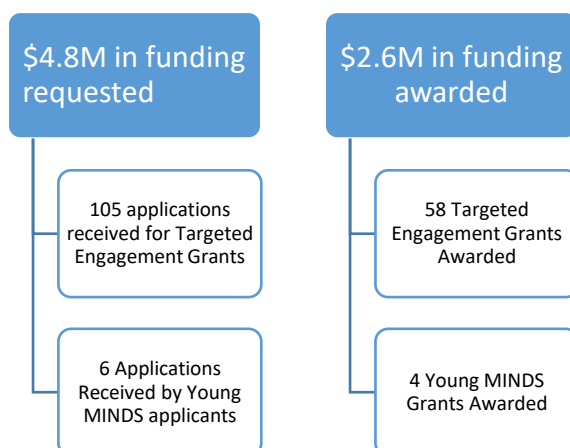 $4.8M in funding
requested
105 applications
received for Targeted
Engagement Grants
6 Applications
Received by Young
MINDS applicants
$2.6M in funding
awarded
58 Targeted
Engagement Grants
Awarded
4 Young MINDS
Grants Awarded